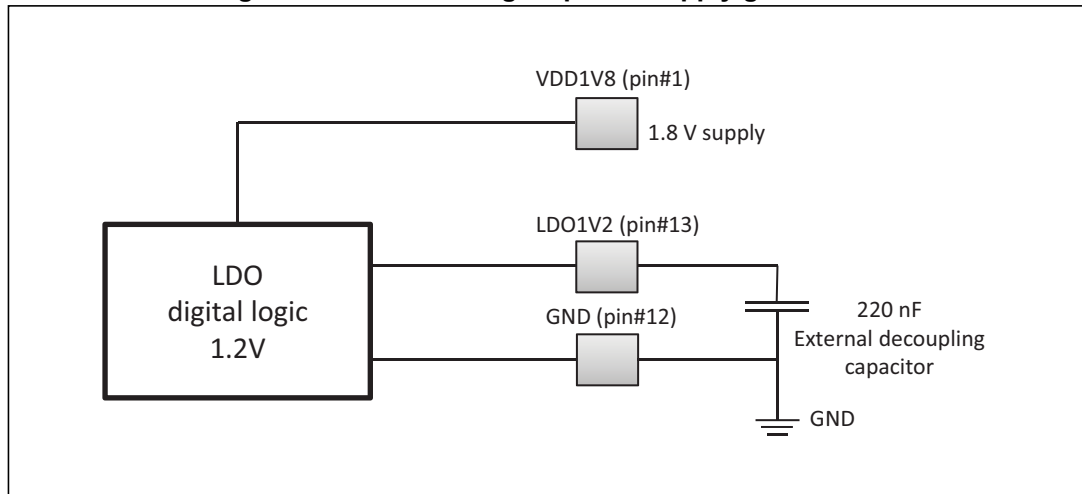 VDD1V8 (pin#1)
1.8 V supply
LDO1V2 (pin#13)
LDO
digital logic
1.2V
GND (pin#12)
220 nF
External decoupling
capacitor
GND